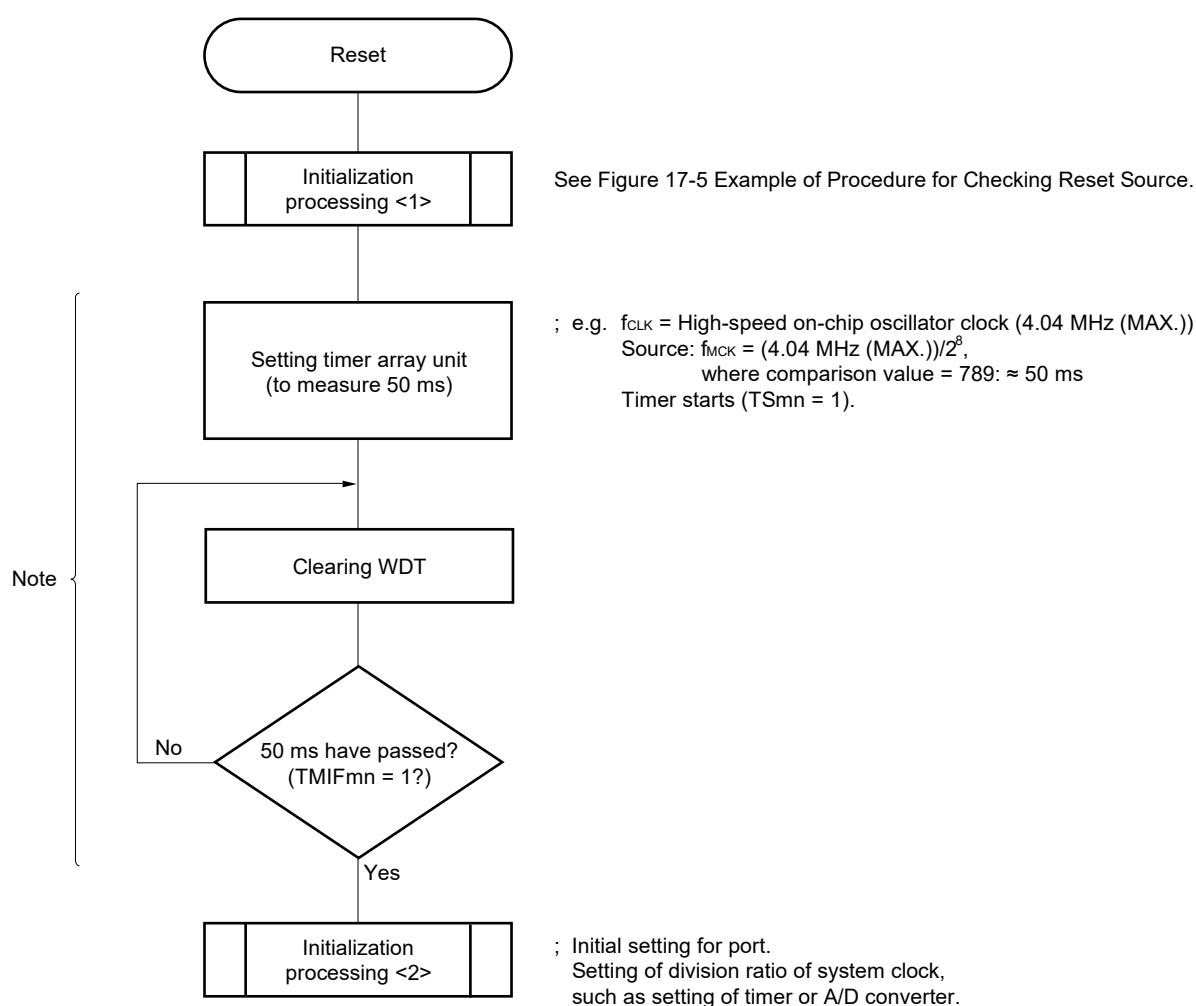 Reset
Initialization
processing <1>
See Figure 17-5 Example of Procedure for Checking Reset Source.
Setting timer array unit
(to measure 50 ms)
; e.g. fCLK = High-speed on-chip oscillator clock (4.04 MHz (MAX.))
Source: fMCK = (4.04 MHz (MAX.))/2⁸,
where comparison value = 789: ≈ 50 ms
Timer starts (TSmn = 1).
Note
Clearing WDT
No
50 ms have passed?
(TMIFmn = 1?)
Yes
Initialization
processing <2>
; Initial setting for port.
Setting of division ratio of system clock,
such as setting of timer or A/D converter.